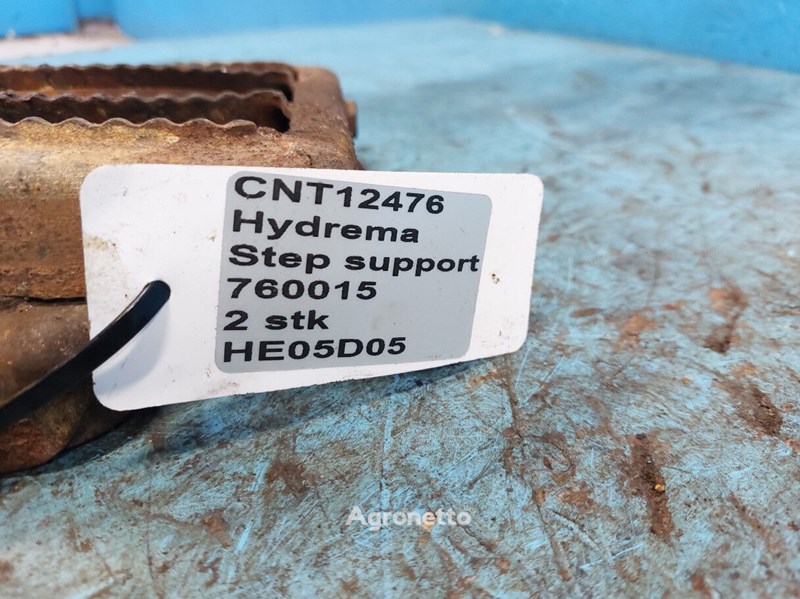 CNT12476
Hydrema
Step support
760015
2 stk
HE05D05
Agronetto